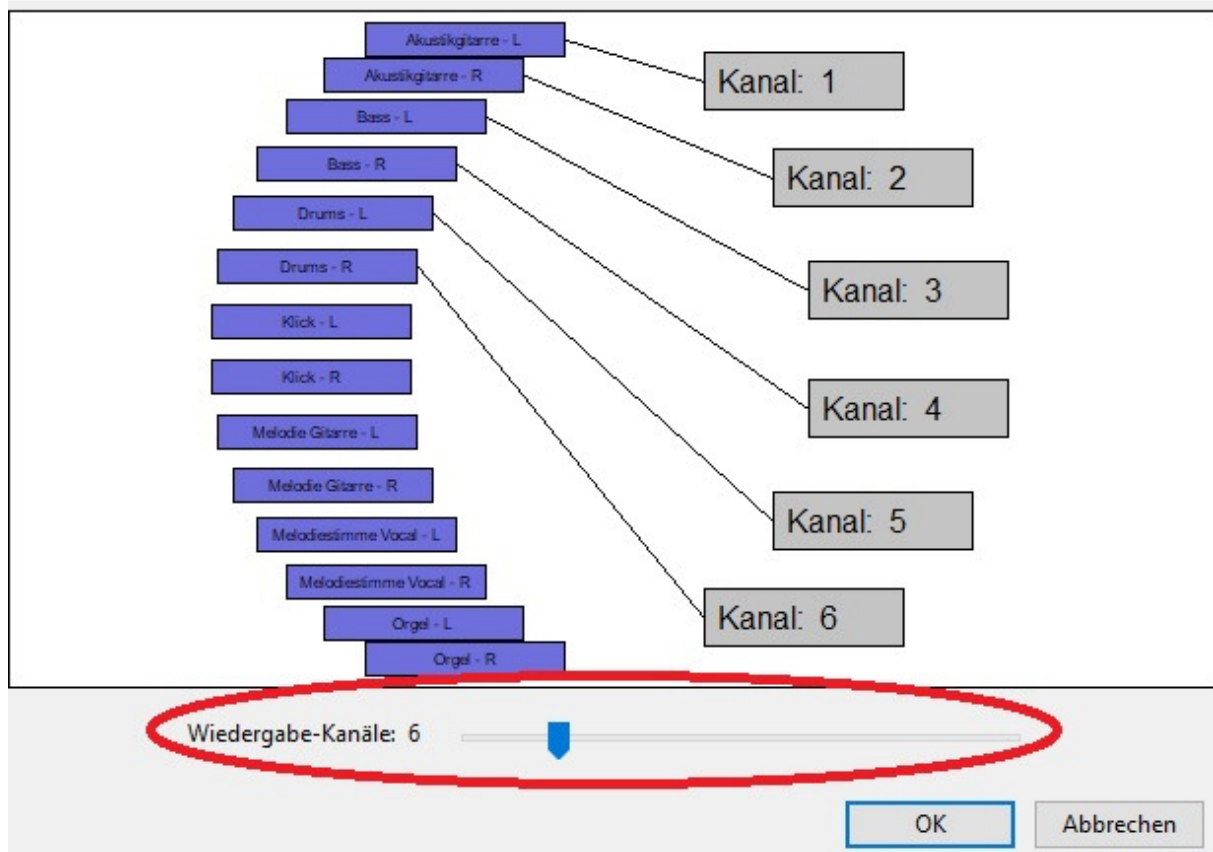 Akustikgitarre - L
Akustikgitarre - R
Bass - L
Bass - R
Drums - L
Drums - R
Klick - L
Klick - R
Melodie Gitarre - L
Melodie Gitarre - R
Melodiestimme Vocal - L
Melodiestimme Vocal - R
Orgel - L
Orgel - R
Kanal: 1
Kanal: 2
Kanal: 3
Kanal: 4
Kanal: 5
Kanal: 6
Wiedergabe-Kanäle: 6
OK
Abbrechen